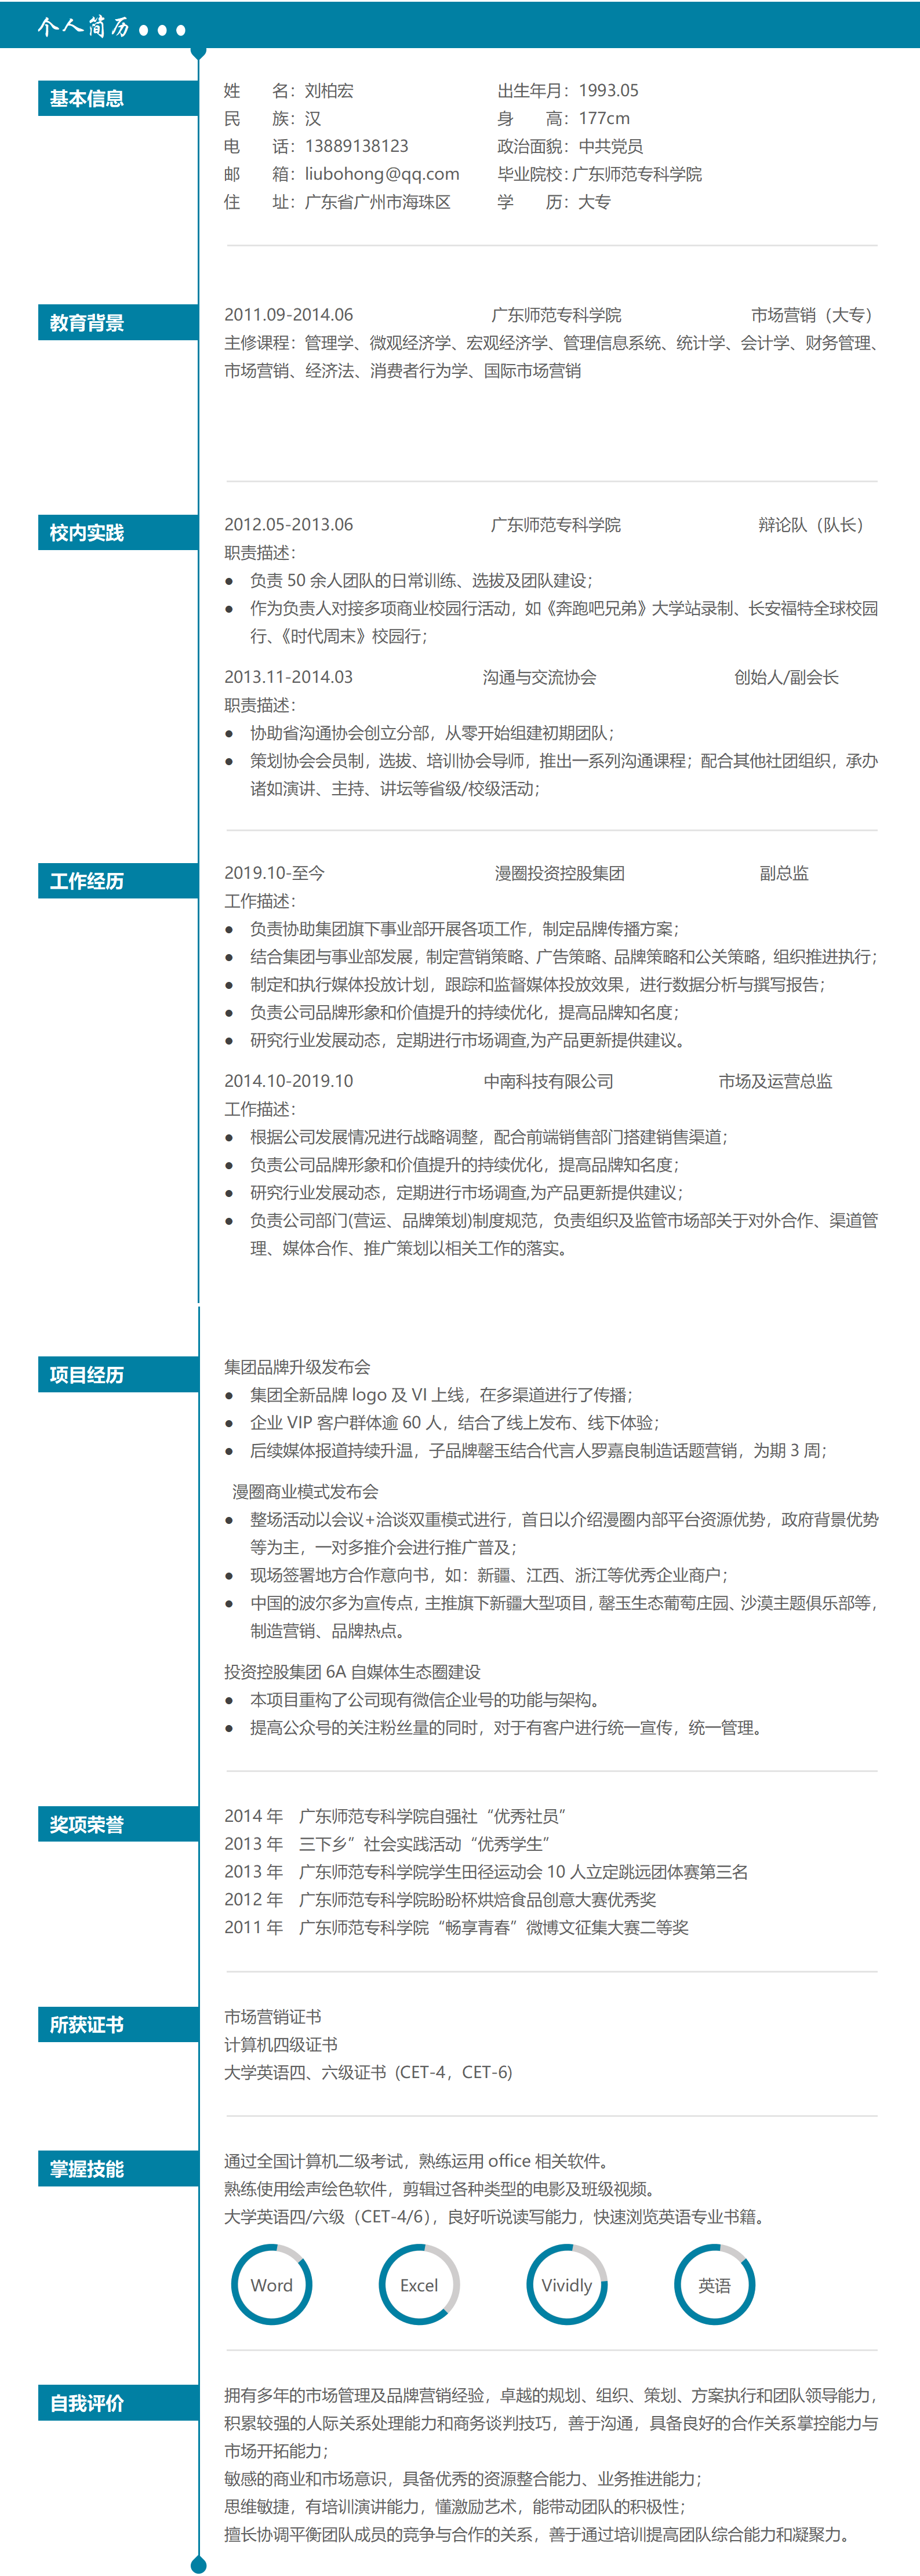 个人简历
基本信息
姓 名：刘柏宏 出生年月：1993.05
民 族：汉 身 高：177cm
电 话：13889138123 政治面貌：中共党员
邮 箱：liubohong@qq.com 毕业院校：广东师范专科学院
住 址：广东省广州市海珠区 学 历：大专
教育背景
2011.09-2014.06 广东师范专科学院 市场营销（大专）
主修课程：管理学、微观经济学、宏观经济学、管理信息系统、统计学、会计学、财务管理、
市场营销、经济法、消费者行为学、国际市场营销
校内实践
2012.05-2013.06 广东师范专科学院 辩论队（队长）
职责描述：
● 负责 50 余人团队的日常训练、选拔及团队建设；
● 作为负责人对接多项商业校园行活动，如《奔跑吧兄弟》大学站录制、长安福特全球校园
行、《时代周末》校园行；
2013.11-2014.03 沟通与交流协会 创始人/副会长
职责描述：
● 协助省沟通协会创立分部，从零开始组建初期团队；
● 策划协会会员制，选拔、培训协会导师，推出一系列沟通课程；配合其他社团组织，承办
诸如演讲、主持、讲坛等省级/校级活动；
工作经历
2019.10-至今 漫圈投资控股集团 副总监
工作描述：
● 负责协助集团旗下事业部开展各项工作，制定品牌传播方案；
● 结合集团与事业部发展，制定营销策略、广告策略、品牌策略和公关策略，组织推进执行；
● 制定和执行媒体投放计划，跟踪和监督媒体投放效果，进行数据分析与撰写报告；
● 负责公司品牌形象和价值提升的持续优化，提高品牌知名度；
● 研究行业发展动态，定期进行市场调查,为产品更新提供建议。
2014.10-2019.10 中南科技有限公司 市场及运营总监
工作描述：
● 根据公司发展情况进行战略调整，配合前端销售部门搭建销售渠道；
● 负责公司品牌形象和价值提升的持续优化，提高品牌知名度；
● 研究行业发展动态，定期进行市场调查,为产品更新提供建议；
● 负责公司部门(营运、品牌策划)制度规范，负责组织及监管市场部关于对外合作、渠道管
理、媒体合作、推广策划以相关工作的落实。
项目经历
集团品牌升级发布会
● 集团全新品牌 logo 及 VI 上线，在多渠道进行了传播；
● 企业 VIP 客户群体逾 60 人，结合了线上发布、线下体验；
● 后续媒体报道持续升温，子品牌罄玉结合代言人罗嘉良制造话题营销，为期 3 周；
漫圈商业模式发布会
● 整场活动以会议+洽谈双重模式进行，首日以介绍漫圈内部平台资源优势，政府背景优势
等为主，一对多推介会进行推广普及；
● 现场签署地方合作意向书，如：新疆、江西、浙江等优秀企业商户；
● 中国的波尔多为宣传点，主推旗下新疆大型项目，罄玉生态葡萄庄园、沙漠主题俱乐部等，
制造营销、品牌热点。
投资控股集团 6A 自媒体生态圈建设
● 本项目重构了公司现有微信企业号的功能与架构。
● 提高公众号的关注粉丝量的同时，对于有客户进行统一宣传，统一管理。
奖项荣誉
2014 年 广东师范专科学院自强社“优秀社员”
2013 年 三下乡”社会实践活动“优秀学生”
2013 年 广东师范专科学院学生田径运动会 10 人立定跳远团体赛第三名
2012 年 广东师范专科学院盼盼杯烘焙食品创意大赛优秀奖
2011 年 广东师范专科学院“畅享青春”微博文征集大赛二等奖
所获证书
市场营销证书
计算机四级证书
大学英语四、六级证书（CET-4，CET-6)
掌握技能
通过全国计算机二级考试，熟练运用 office 相关软件。
熟练使用绘声绘色软件，剪辑过各种类型的电影及班级视频。
大学英语四/六级（CET-4/6），良好听说读写能力，快速浏览英语专业书籍。
Word Excel Vividly 英语
自我评价
拥有多年的市场管理及品牌营销经验，卓越的规划、组织、策划、方案执行和团队领导能力，
积累较强的人际关系处理能力和商务谈判技巧，善于沟通，具备良好的合作关系掌控能力与
市场开拓能力；
敏感的商业和市场意识，具备优秀的资源整合能力、业务推进能力；
思维敏捷，有培训演讲能力，懂激励艺术，能带动团队的积极性；
擅长协调平衡团队成员的竞争与合作的关系，善于通过培训提高团队综合能力和凝聚力。